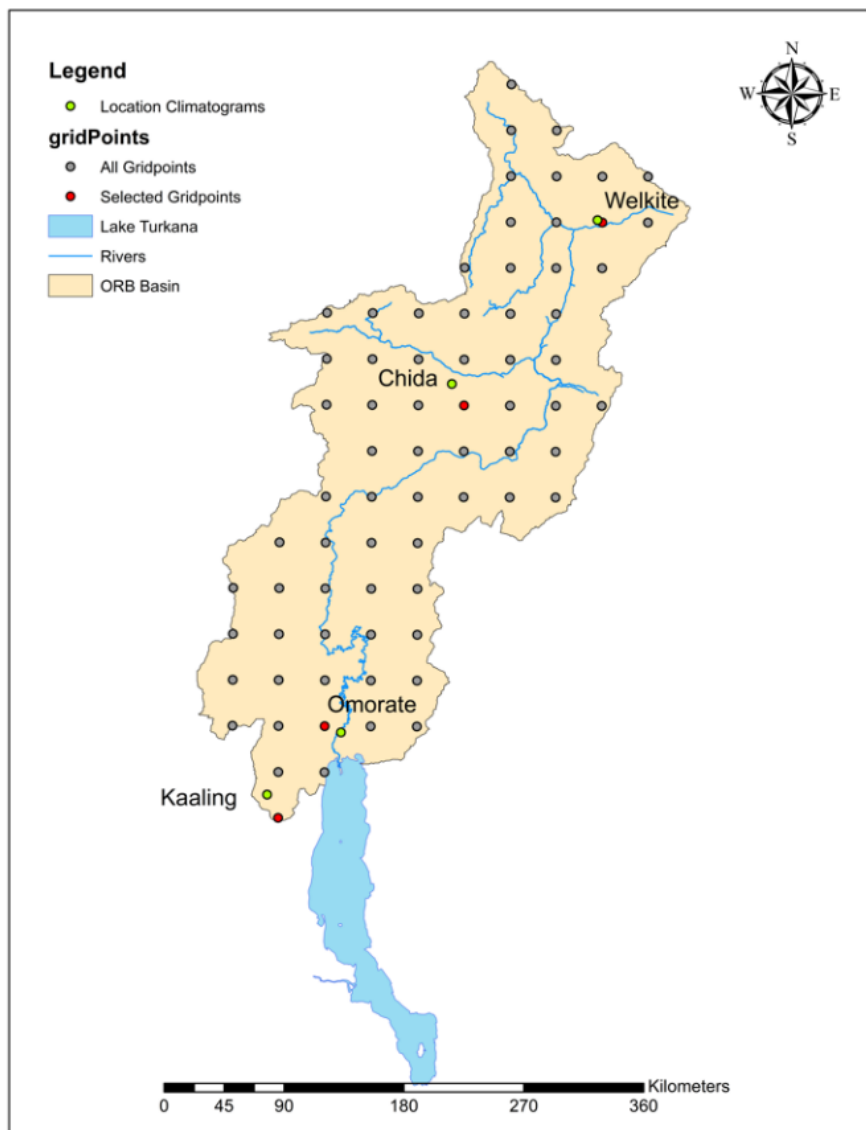 Legend
Location Climatograms
gridPoints
All Gridpoints
Selected Gridpoints
Lake Turkana
Rivers
ORB Basin
N
W E
S
Welkite
Chida
Omorate
Kaaling
Kilometers
0 45 90 180 270 360